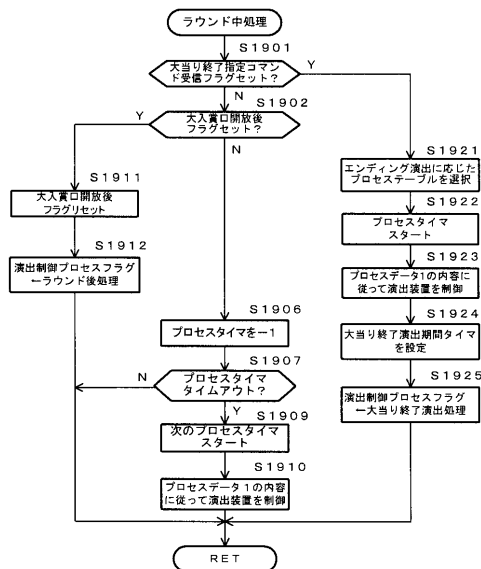 ラウンド中処理
S1901
大当り終了指定コマン
ド受信フラグセット？
Y
N
S1902
大入賞口開放後
フラグセット？
Y
N
S1911
大入賞口開放後
フラグリセット
S1912
演出制御プロセスフラグ
←ラウンド後処理
S1906
プロセスタイマをー1
S1907
プロセスタイマ
タイムアウト？
N
Y
S1909
次のプロセスタイマ
スタート
S1910
プロセスデータ1の内容
に従って演出装置を制御
S1921
エンディング演出に応じた
プロセステーブルを選択
S1922
プロセスタイマ
スタート
S1923
プロセスデータ1の内容に
従って演出装置を制御
S1924
大当り終了演出期間タイマ
を設定
S1925
演出制御プロセスフラグ
←大当り終了演出処理
RET